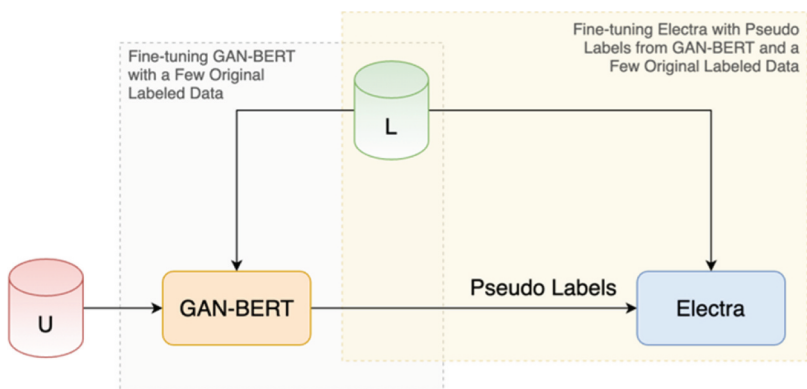 Fine-tuning GAN-BERT
with a Few Original
Labeled Data
Fine-tuning Electra with Pseudo
Labels from GAN-BERT and a
Few Original Labeled Data
L
U
GAN-BERT
Pseudo Labels
Electra